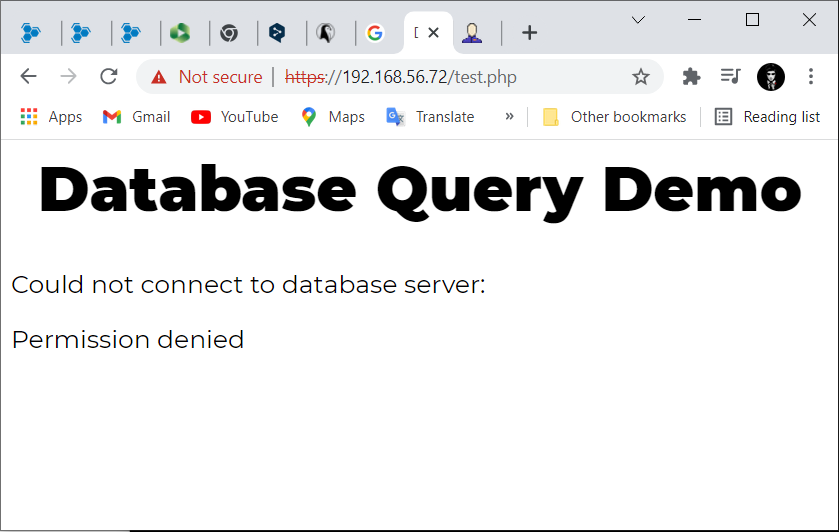 D
Not secure | https://192.168.56.72/test.php
Apps Gmail YouTube Maps Translate » Other bookmarks Reading list
Database Query Demo
Could not connect to database server:
Permission denied